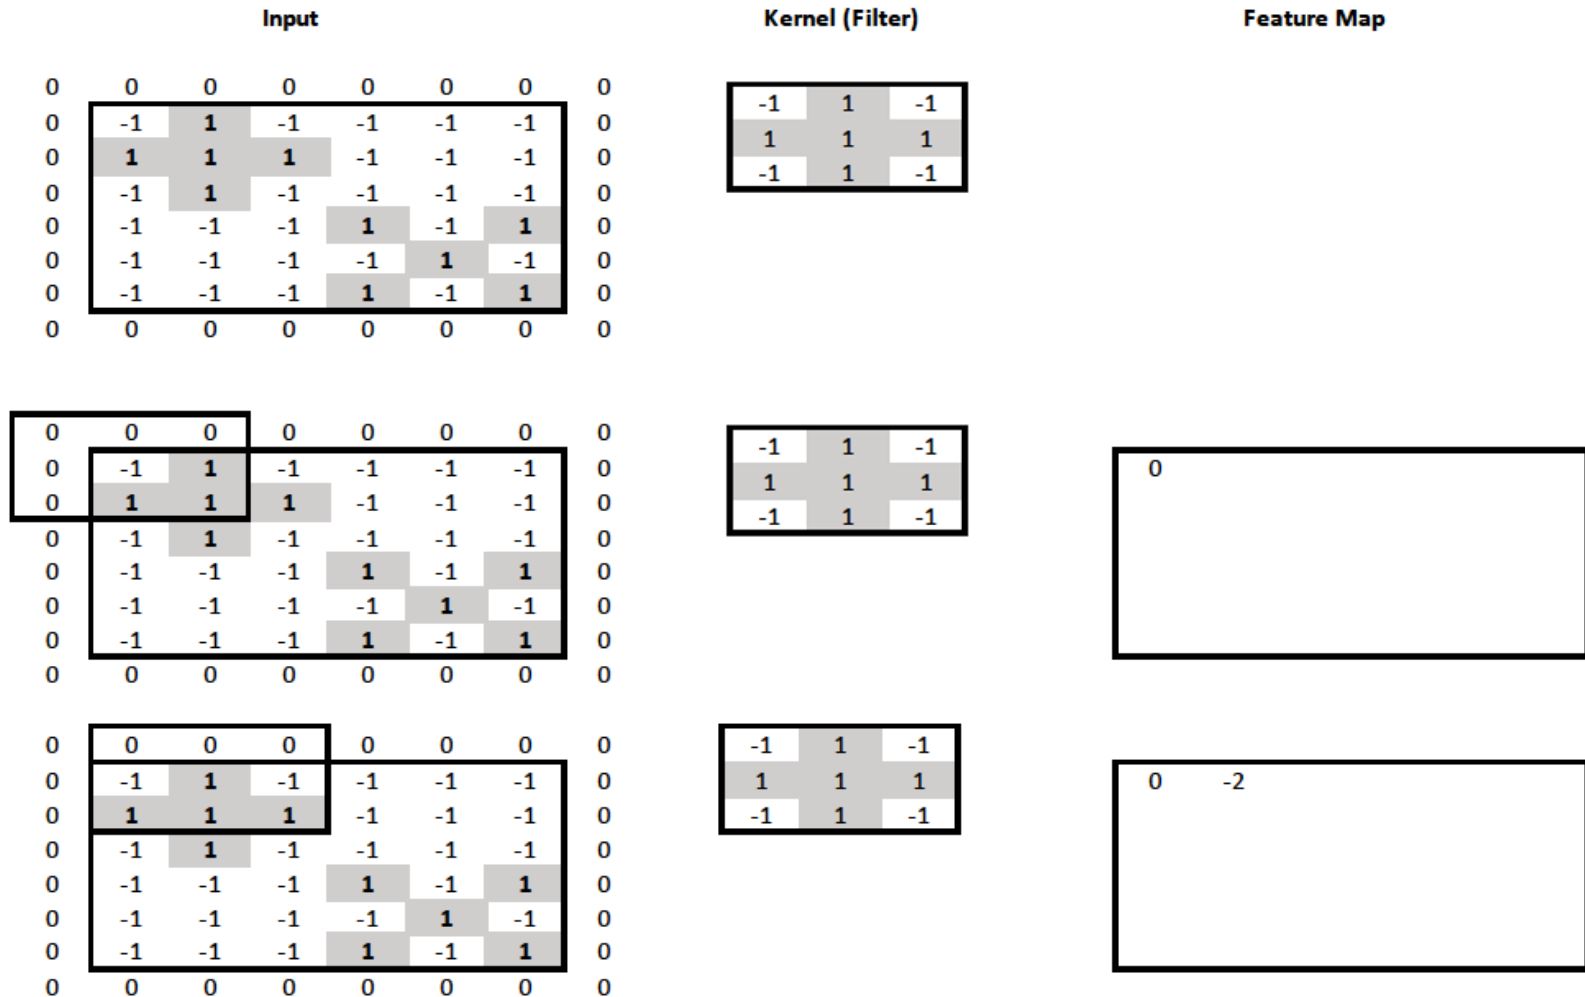 Input Kernel (Filter) Feature Map
0 0 0 0 0 0 0 0
-1 1 -1
0 -1 1 -1 -1 -1 -1 0
1 1 1
0 1 1 1 -1 -1 -1 0
-1 1 -1
0 -1 1 -1 -1 -1 -1 0
0 -1 -1 -1 1 -1 1 0
0 -1 -1 -1 -1 1 -1 0
0 -1 -1 -1 1 -1 1 0
0 0 0 0 0 0 0 0
0 0 0 0 0 0 0 0
-1 1 -1
0 -1 1 -1 -1 -1 -1 0
0
1 1 1
0 1 1 1 -1 -1 -1 0
-1 1 -1
0 -1 1 -1 -1 -1 -1 0
0 -1 -1 -1 1 -1 1 0
0 -1 -1 -1 -1 1 -1 0
0 -1 -1 -1 1 -1 1 0
0 0 0 0 0 0 0 0
0 0 0 0 0 0 0 0 -1 1 -1
0 -1 1 -1 -1 -1 -1 0 1 1 1 0 -2
0 1 1 1 -1 -1 -1 0 -1 1 -1
0 -1 1 -1 -1 -1 -1 0
0 -1 -1 -1 1 -1 1 0
0 -1 -1 -1 -1 1 -1 0
0 -1 -1 -1 1 -1 1 0
0 0 0 0 0 0 0 0